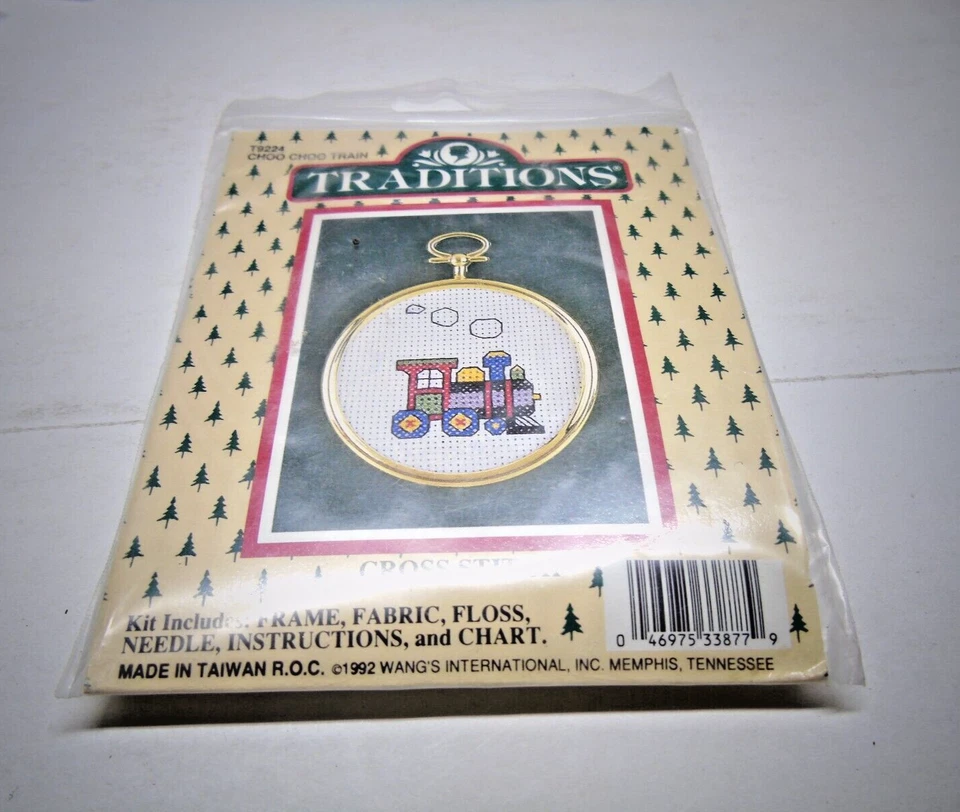 T9224
CHOO CHOO TRAIN
TRADITIONS
CROSS
Kit Includes: FRAME, FABRIC, FLOSS,
NEEDLE, INSTRUCTIONS, and CHART.
0 46975 33877 9
MADE IN TAIWAN R.O.C. ©1992 WANG'S INTERNATIONAL, INC. MEMPHIS, TENNESSEE